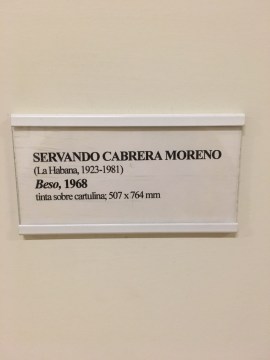 SERVANDO CABRERA MORENO
(La Habana, 1923-1981)
Beso, 1968
tinta sobre cartulina; 507 x 764 mm